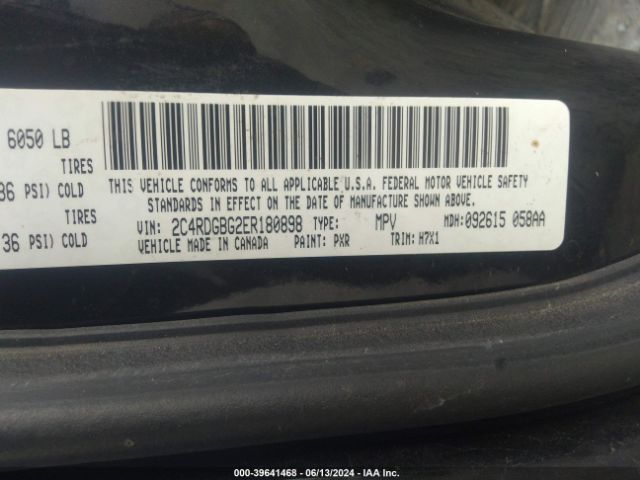 6050 LB
TIRES
36 PSI) COLD
TIRES
36 PSI) COLD
THIS VEHICLE CONFORMS TO ALL APPLICABLE U.S.A. FEDERAL MOTOR VEHICLE SAFETY
STANDARDS IN EFFECT ON THE DATE OF MANUFACTURE SHOWN ABOVE.
VIN: 2C4RDGBG2ER180898 TYPE: MPV MDH: 092615 058AA
VEHICLE MADE IN CANADA PAINT: PXR TRIM: H7X1
000-39641468 - 06/13/2024 - IAA Inc.